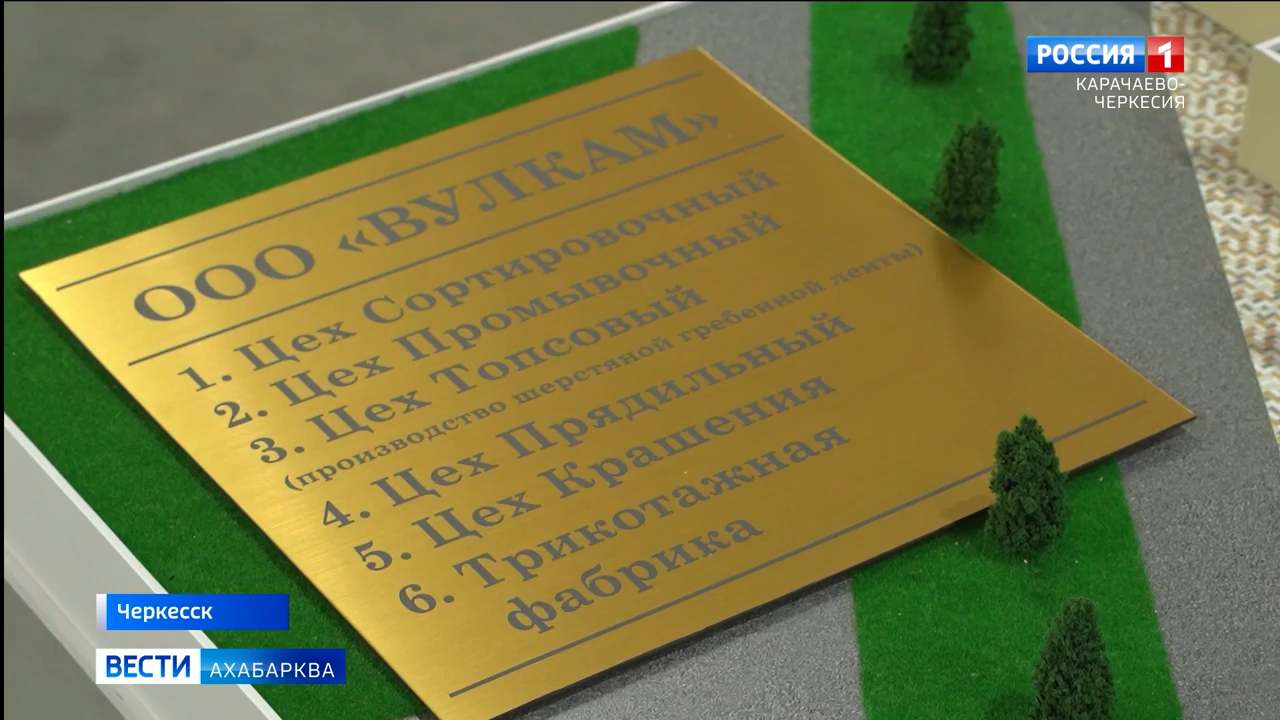 РОССИЯ 1
КАРАЧАЕВО-
ЧЕРКЕСИЯ
ООО «ВУЛКАМ»
1. Цех Сортировочный
2. Цех Промывочный
3. Цех Топсовый
(производство шерстяной гребенной ленты)
4. Цех Прядильный
5. Цех Крашения
6. Трикотажная
фабрика
Черкесск
ВЕСТИ АХАБАРКВА